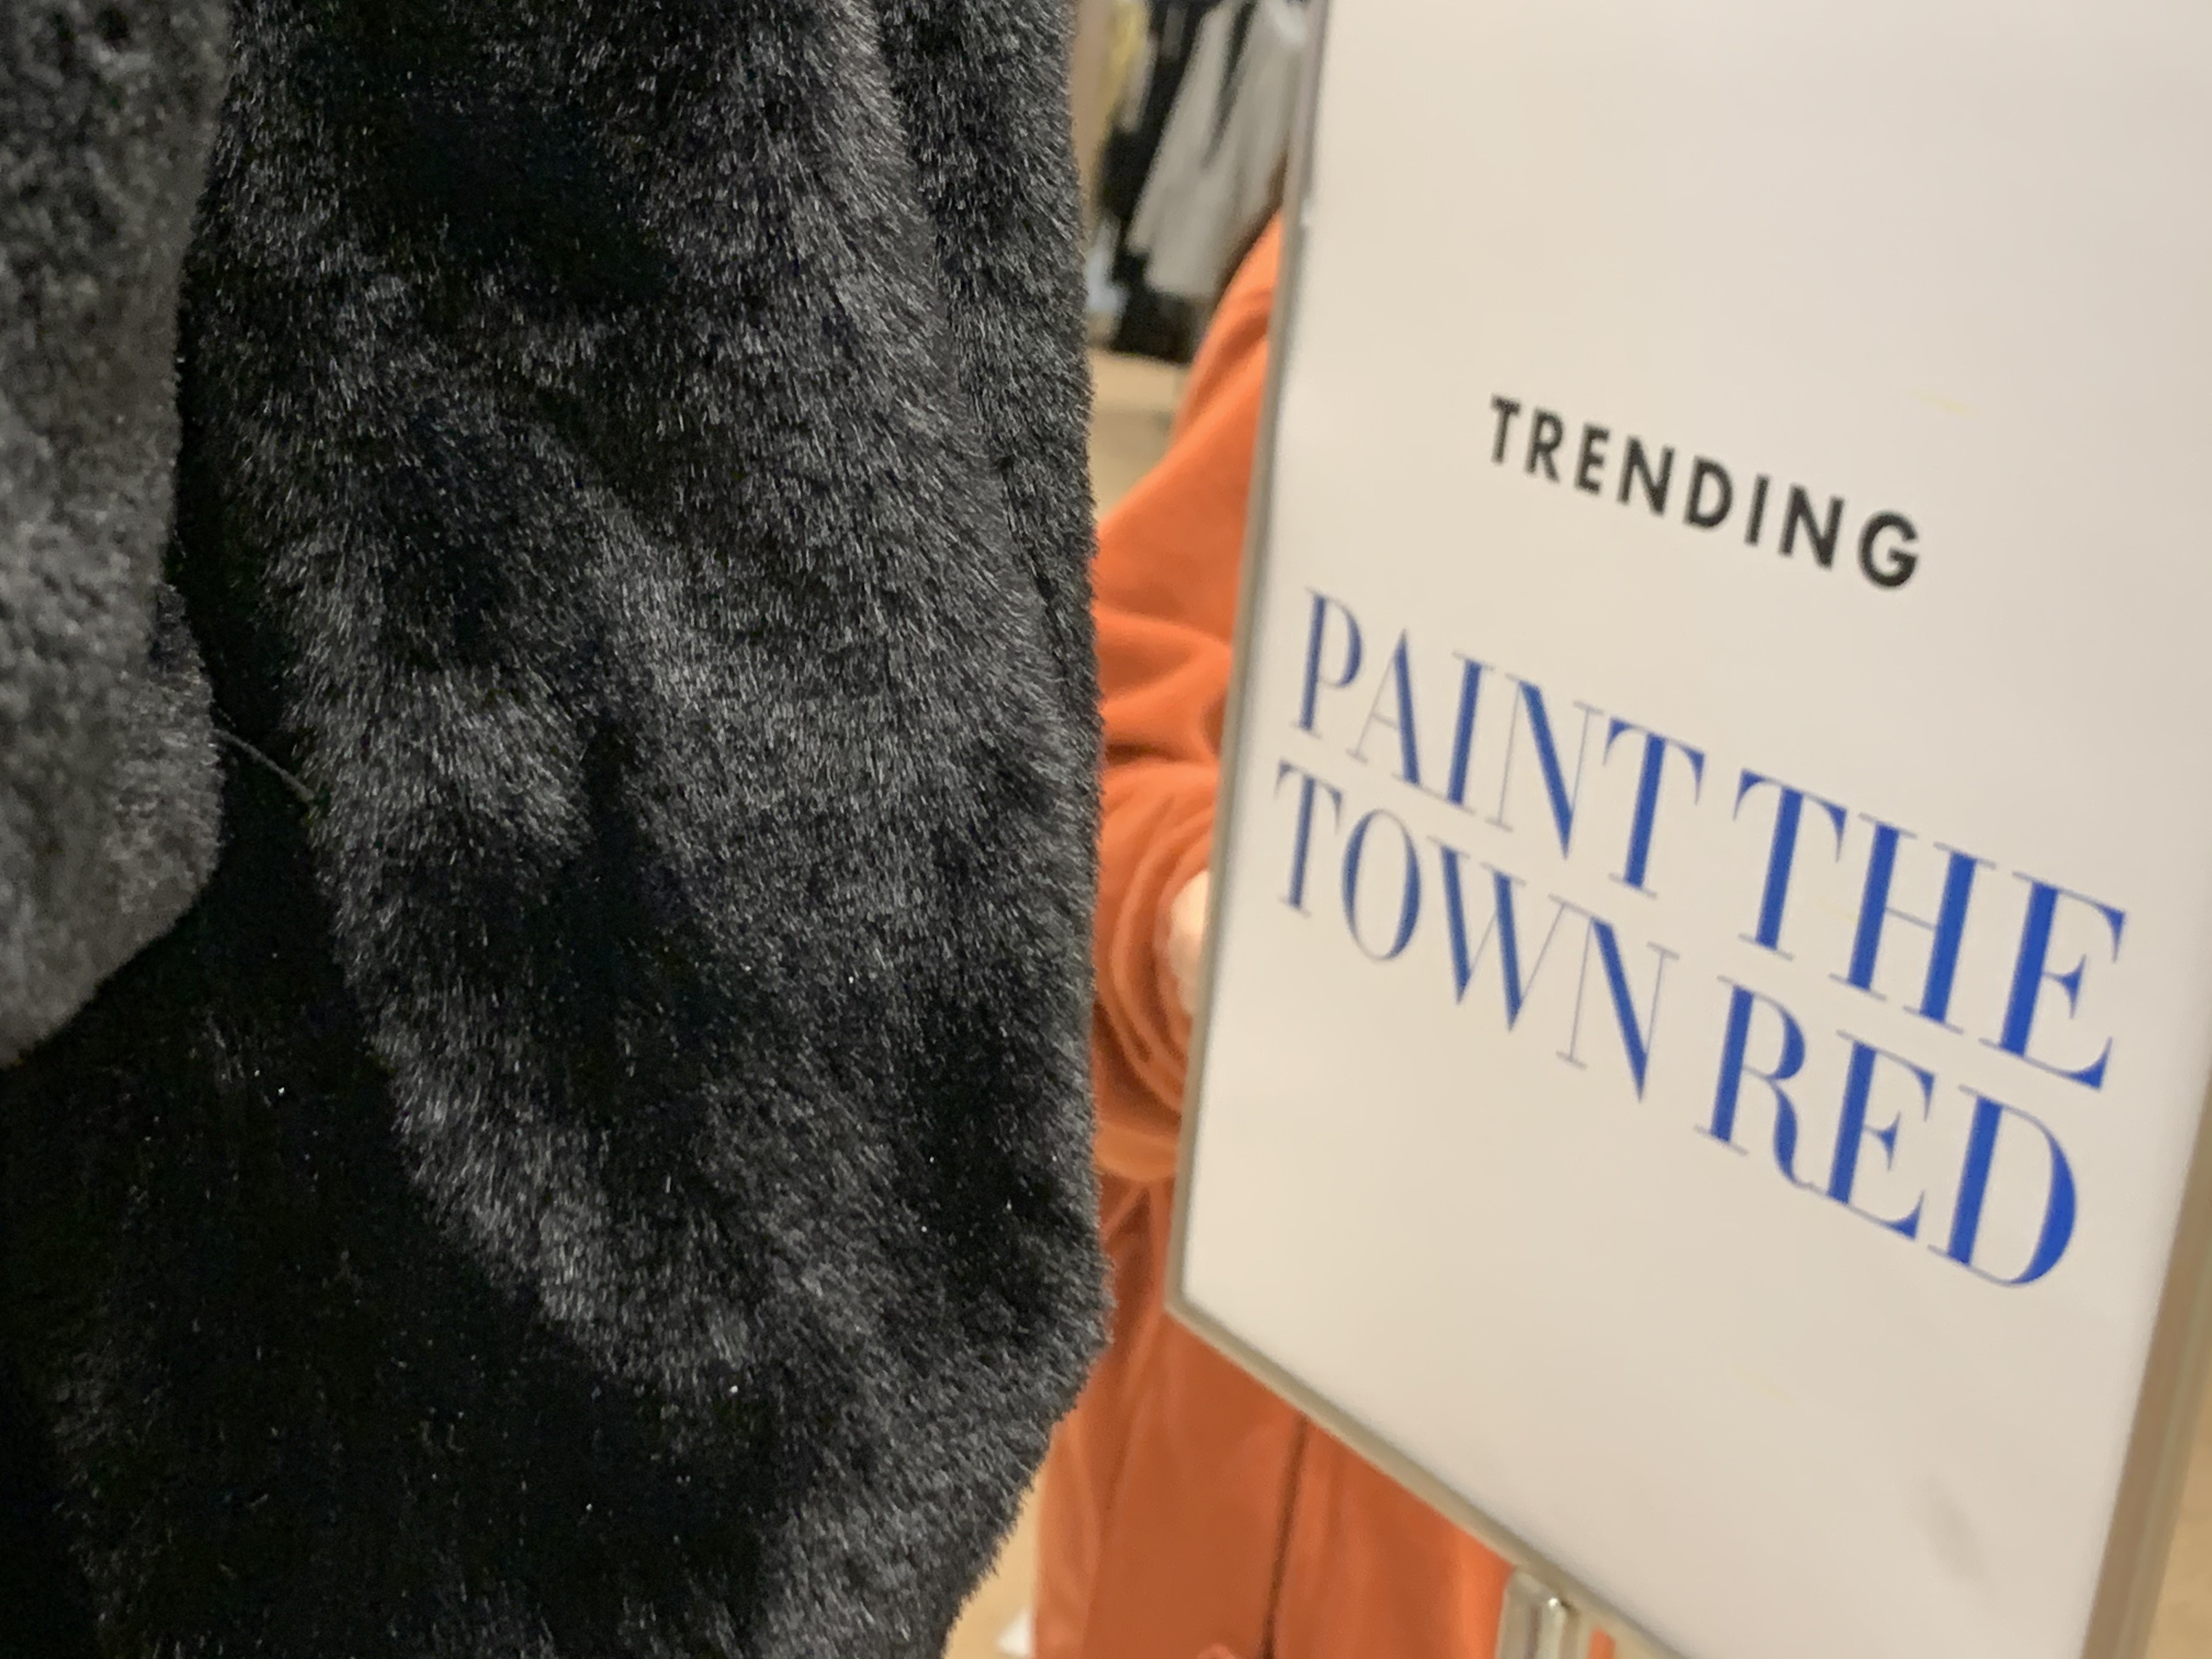 TRENDING
PAINT THE
TOWN RED